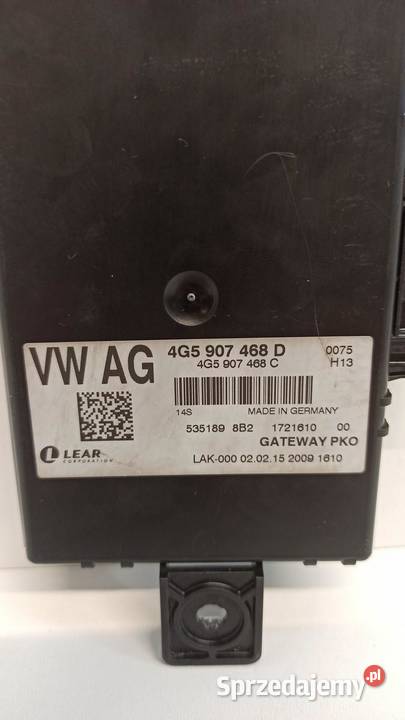 VW AG
4G5 907 468 D 0075
4G5 907 468 C H13
14S MADE IN GERMANY
535189 8B2 1721610 00
GATEWAY PKO
LEAR
CORPORATION
LAK-000 02.02.15 2009 1610
Sprzedajemy.pl